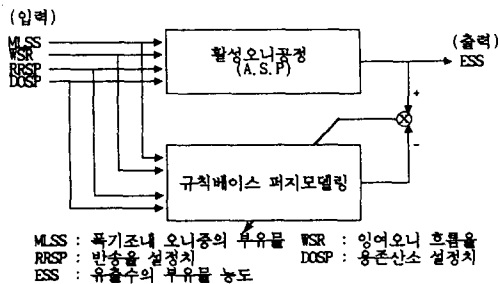 (입력)
MLSS
WSR
RRSP
DOSP
활성오니공정
(A.S.P)
(출력)
ESS
+
-
규칙베이스 퍼지모델링
MLSS : 폭기조내 오니중의 부유물 WSR : 잉여오니 흐름율
RRSP : 반송율 설정치 DOSP : 용존산소 설정치
ESS : 유출수의 부유물 농도